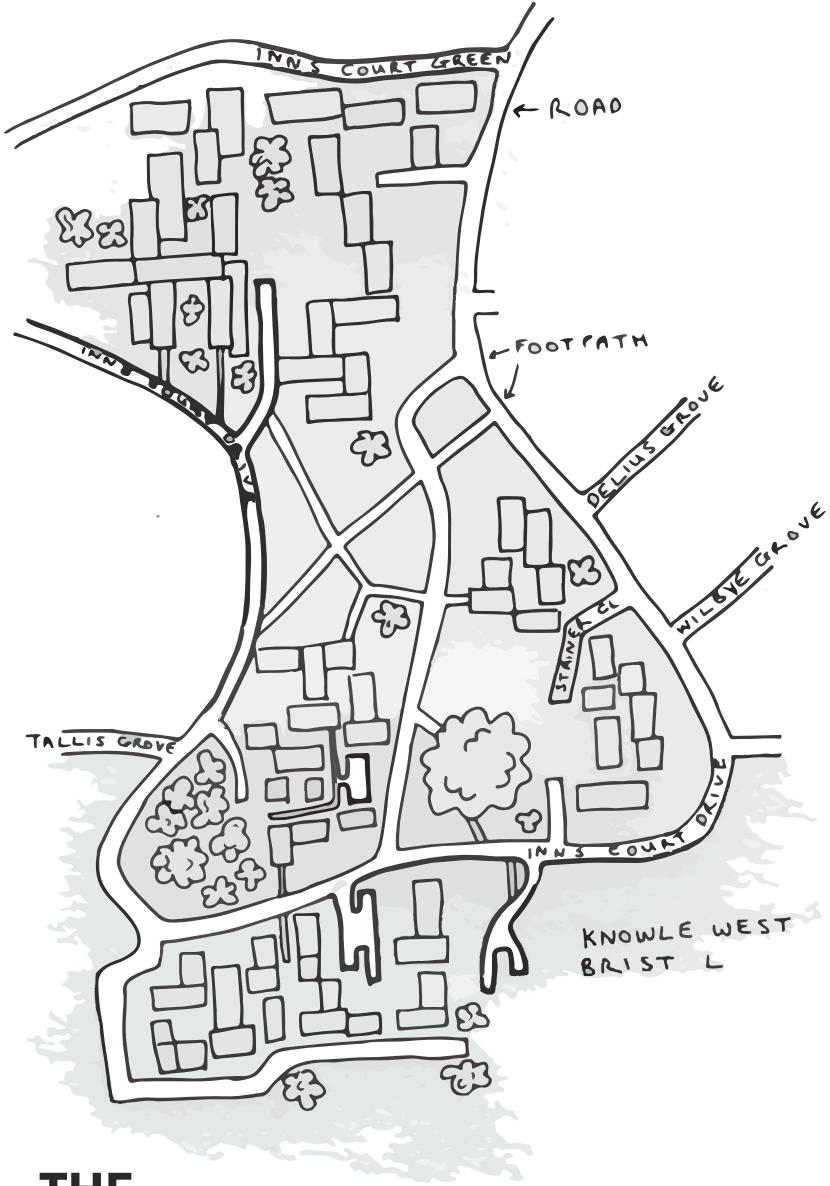 INNS COURT GREEN
← ROAD
FOOTPATH
INNS
DELIUS GROVE
WILBYE GROVE
STAINER CL
TALLIS GROVE
INNS COURT DRIVE
KNOWLE WEST
BRIST L
THE